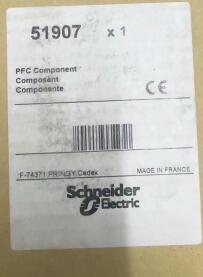 51907 x 1
PFC Component
Composant
Componente
CE
F-74371 PRINGY Cedex
MADE IN FRANCE
Schneider
Electric